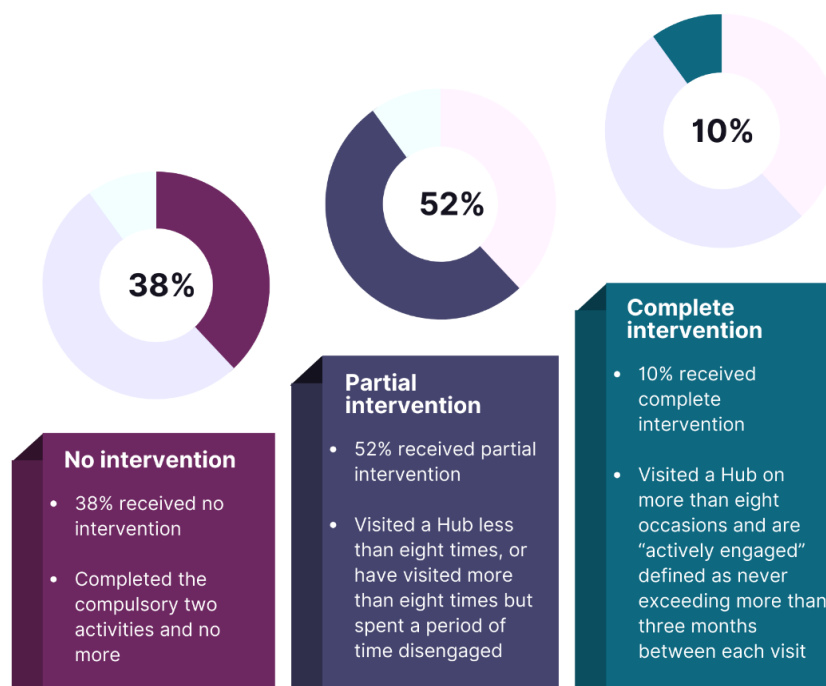 38%
No intervention
• 38% received no
intervention
• Completed the
compulsory two
activities and no
more
52%
Partial
intervention
• 52% received partial
intervention
• Visited a Hub less
than eight times, or
have visited more
than eight times but
spent a period of
time disengaged
10%
Complete
intervention
• 10% received
complete
intervention
• Visited a Hub on
more than eight
occasions and are
“actively engaged”
defined as never
exceeding more than
three months
between each visit